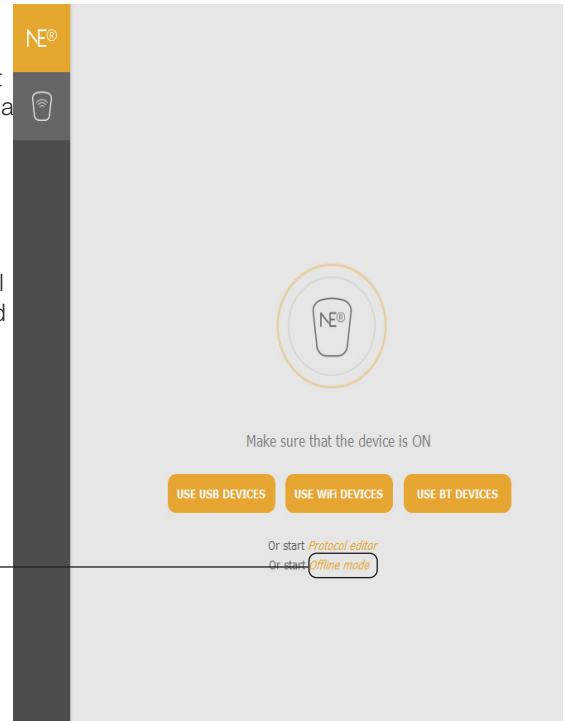 NE®
a
NE®
Make sure that the device is ON
USE USB DEVICES USE WiFi DEVICES USE BT DEVICES
Or start Protocol editor
Or start Offline mode